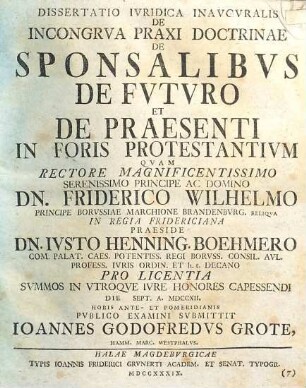 DISSERTATIO IVRIDICA INAVGVRALIS
DE
INCONGRVA PRAXI DOCTRINAE
DE
SPONSALIBVS
DE FVTVRO
ET
DE PRAESENTI
IN FORIS PROTESTANTIVM
QVAM
RECTORE MAGNIFICENTISSIMO
SERENISSIMO PRINCIPE AC DOMINO
DN. FRIDERICO WILHELMO
PRINCIPE BORVSSIAE MARCHIONE BRANDENBVRG. RELIQVA
IN REGIA FRIDERICIANA
PRAESIDE
DN. IVSTO HENNING. BOEHMERO
COM. PALAT. CAES. POTENTISS. REGI BORVSS. CONSIL. AVL.
PROFESS. IVRIS ORDIN. ET h. t. DECANO
PRO LICENTIA
SVMMOS IN VTROQVE IVRE HONORES CAPESSENDI
DIE SEPT. A. MDCCXII.
HORIS ANTE- ET POMERIDIANIS
PVBLICO EXAMINI SVBMITTIT
IOANNES GODOFREDVS GROTE,
HAMM. MARC. WESTPHALVS.
HALAE MAGDEBVRGICAE
TYPIS IOANNIS FRIDERICI GRVNERTI ACADEM. ET SENAT. TYPOGR.
MDCCXXXIX.